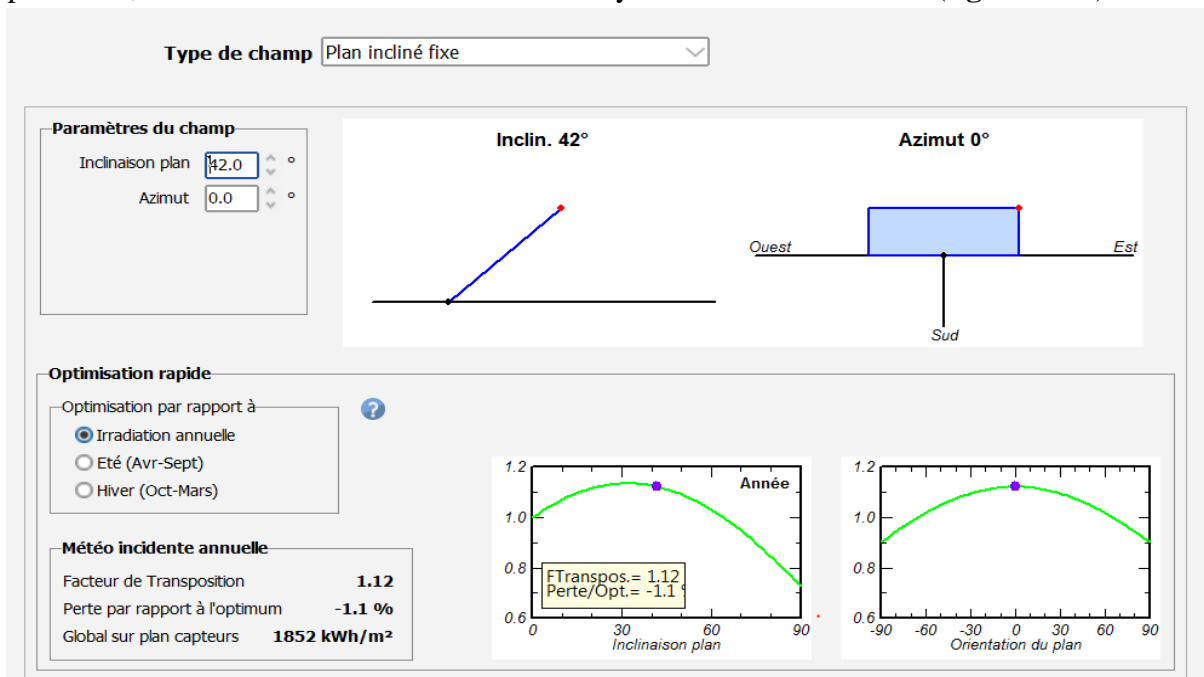 Type de champ Plan incliné fixe
Paramètres du champ
Inclinaison plan 42.0 °
Azimut 0.0 °
Inclin. 42°
Azimut 0°
Ouest
Est
Sud
Optimisation rapide
Optimisation par rapport à
Irradiation annuelle
Eté (Avr-Sept)
Hiver (Oct-Mars)
?
Météo incidente annuelle
Facteur de Transposition 1.12
Perte par rapport à l'optimum -1.1 %
Global sur plan capteurs 1852 kWh/m²
1.2
1.0
0.8
0.6
Année
FTranspos.= 1.12
Perte/Opt.= -1.1
0 30 60 90
Inclinaison plan
1.2
1.0
0.8
0.6
-90 -60 -30 0 30 60 90
Orientation du plan